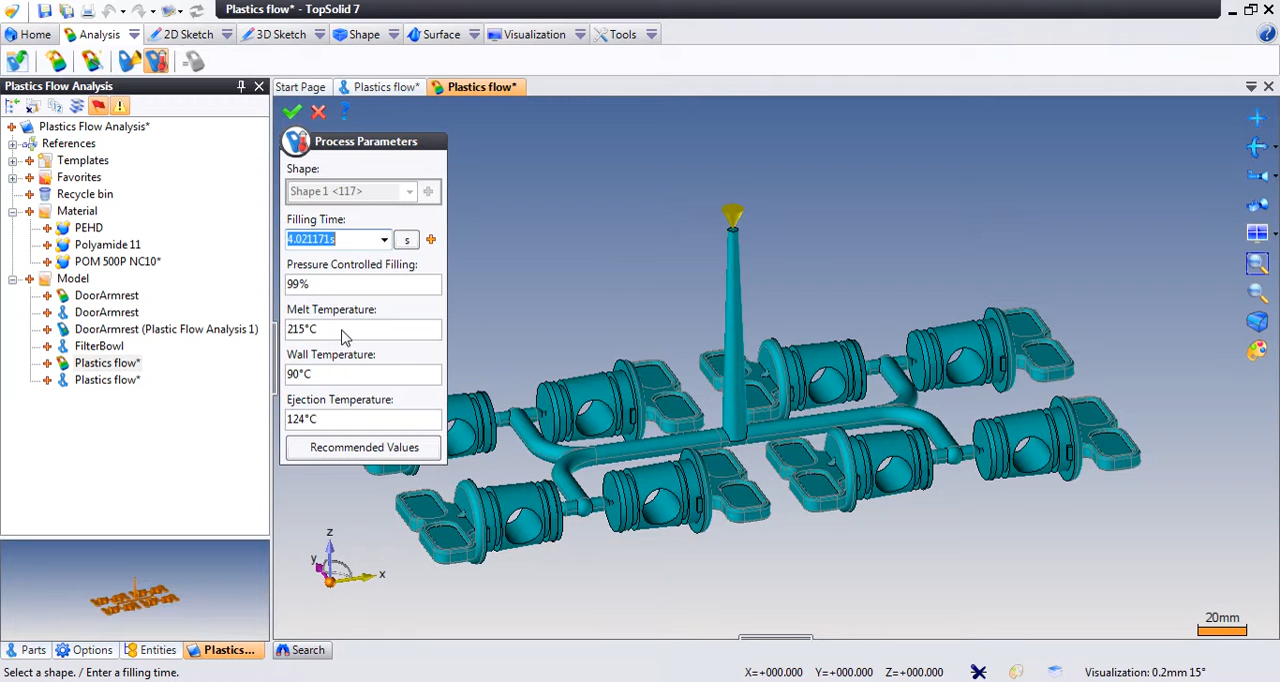 Plastics flow* - TopSolid 7
Home Analysis 2D Sketch 3D Sketch Shape Surface Visualization Tools
Plastics Flow Analysis
Start Page Plastics flow* Plastics flow*
Plastics Flow Analysis*
References
Templates
Favorites
Recycle bin
Material
PEHD
Polyamide 11
POM 500P NC10*
Model
DoorArmrest
DoorArmrest
DoorArmrest (Plastic Flow Analysis 1)
FilterBowl
Plastics flow*
Plastics flow*
Process Parameters
Shape:
Shape 1 <117>
Filling Time:
4.021171s s
Pressure Controlled Filling:
99%
Melt Temperature:
215°C
Wall Temperature:
90°C
Ejection Temperature:
124°C
Recommended Values
z
y
x
20mm
Parts Options Entities Plastics... Search
Select a shape. / Enter a filling time. X=+000.000 Y=+000.000 Z=+000.000 Visualization: 0.2mm 15°